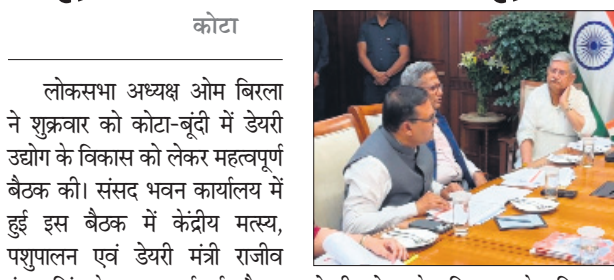 कोटा
लोकसभा अध्यक्ष ओम बिरला
ने शुक्रवार को कोटा-बूंदी में डेयरी
उद्योग के विकास को लेकर महत्वपूर्ण
बैठक की। संसद भवन कार्यालय में
हुई इस बैठक में केंद्रीय मत्स्य,
पशुपालन एवं डेयरी मंत्री राजीव